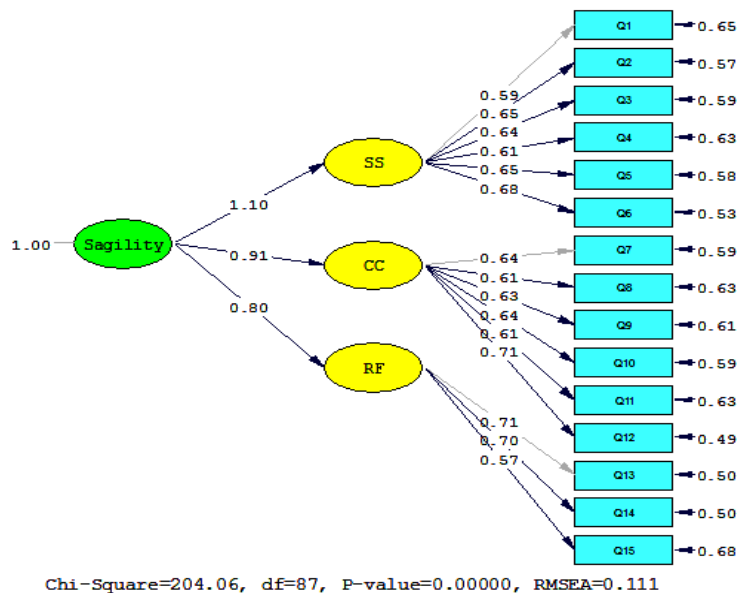 Q1 0.65
Q2 0.57
0.59
Q3 0.59
0.65
0.64
Q4 0.63
0.61
SS
0.65
Q5 0.58
0.68
1.10
Q6 0.53
1.00 Sagility
Q7 0.59
0.91
CC
0.64
0.61
Q8 0.63
0.63
0.80
0.64
Q9 0.61
0.61
0.71
Q10 0.59
RF
Q11 0.63
0.71
Q12 0.49
0.70
0.57
Q13 0.50
Q14 0.50
Q15 0.68
Chi-Square=204.06, df=87, P-value=0.00000, RMSEA=0.111